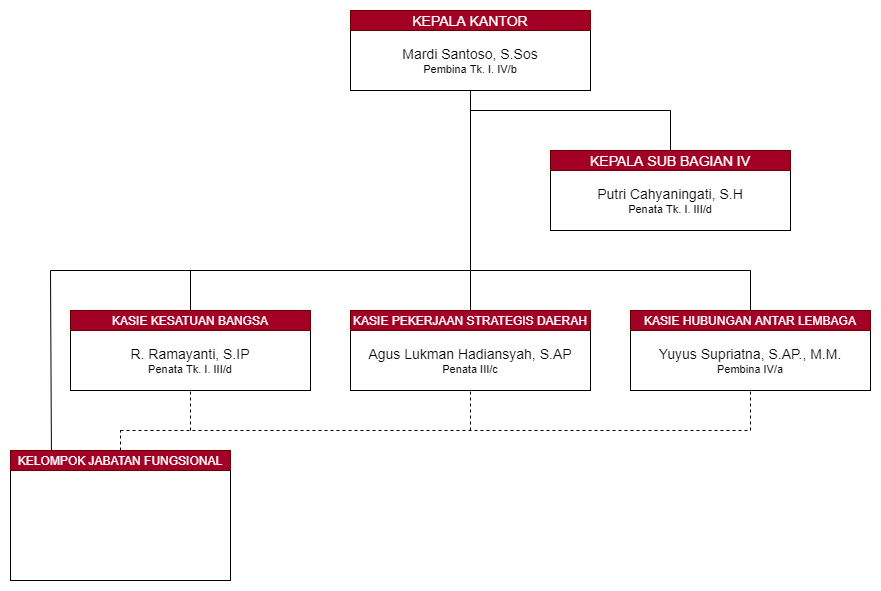 KEPALA KANTOR
Mardi Santoso, S.Sos
Pembina Tk. I. IV/b
KEPALA SUB BAGIAN IV
Putri Cahyaningati, S.H
Penata Tk. I. III/d
KASIE KESATUAN BANGSA
R. Ramayanti, S.IP
Penata Tk. I. III/d
KASIE PEKERJAAN STRATEGIS DAERAH
Agus Lukman Hadiansyah, S.AP
Penata III/c
KASIE HUBUNGAN ANTAR LEMBAGA
Yuyus Supriatna, S.AP., M.M.
Pembina IV/a
KELOMPOK JABATAN FUNGSIONAL